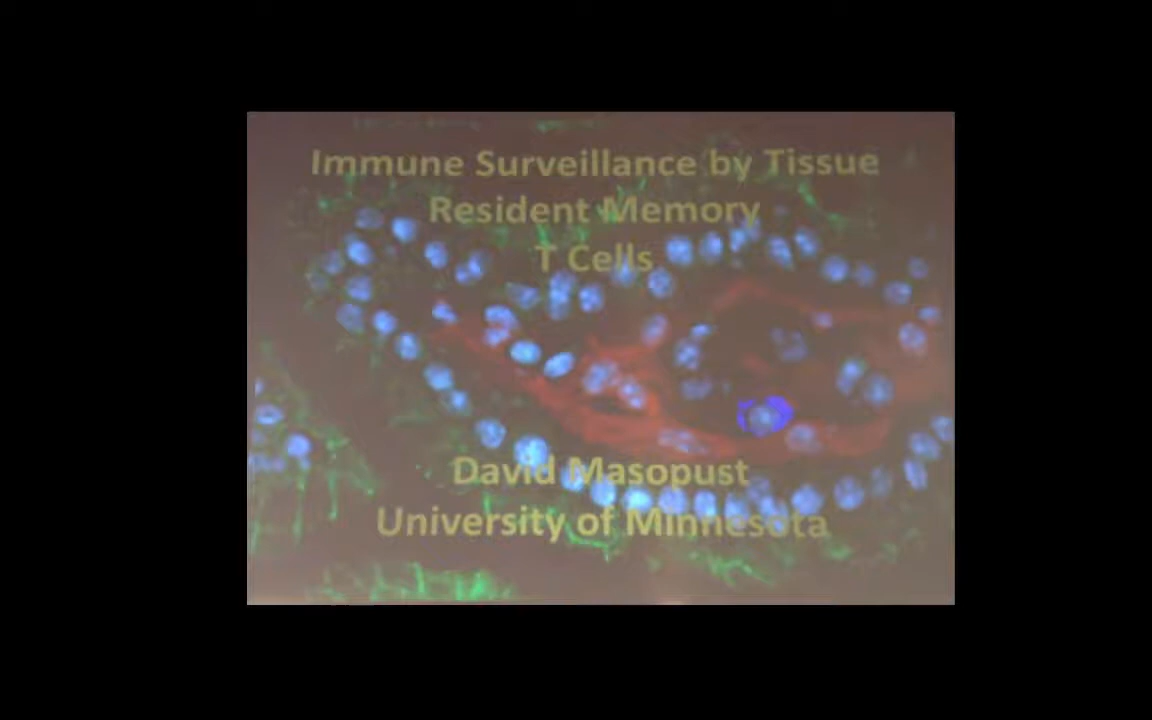 Immune Surveillance by Tissue
Resident Memory
T Cells
David Masopust
University of Minnesota